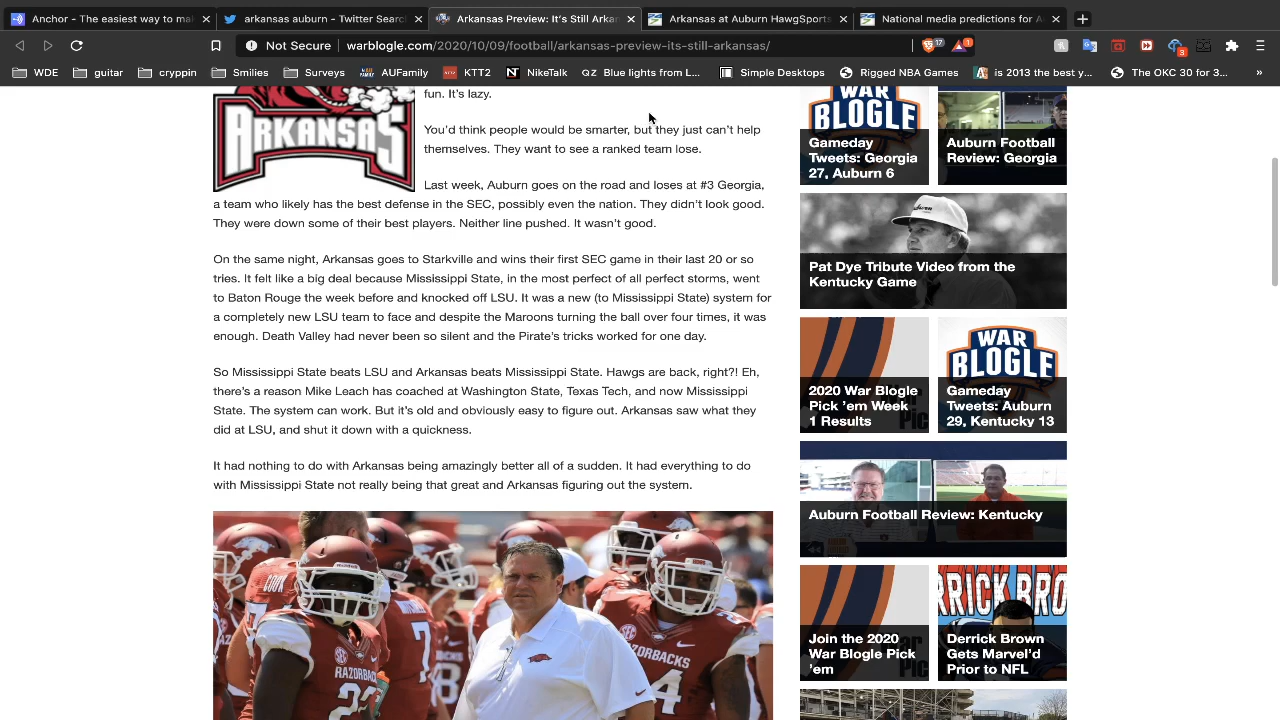 Anchor - The easiest way to ma
arkansas auburn - Twitter Searc
Arkansas Preview: It's Still Arkan
Arkansas at Auburn HawgSports
National media predictions for A
Not Secure
warblogle.com/2020/10/09/football/arkansas-preview-its-still-arkansas/
17
1
3
WDE
guitar
cryppin
Smilies
Surveys
AUFamily
KTT2
NikeTalk
QZ Blue lights from L...
Simple Desktops
Rigged NBA Games
is 2013 the best y...
The OKC 30 for 3...
»
ARKANSAS
fun. It's lazy.
You'd think people would be smarter, but they just can't help
themselves. They want to see a ranked team lose.
Last week, Auburn goes on the road and loses at #3 Georgia,
a team who likely has the best defense in the SEC, possibly even the nation. They didn't look good.
They were down some of their best players. Neither line pushed. It wasn't good.
On the same night, Arkansas goes to Starkville and wins their first SEC game in their last 20 or so
tries. It felt like a big deal because Mississippi State, in the most perfect of all perfect storms, went
to Baton Rouge the week before and knocked off LSU. It was a new (to Mississippi State) system for
a completely new LSU team to face and despite the Maroons turning the ball over four times, it was
enough. Death Valley had never been so silent and the Pirate's tricks worked for one day.
So Mississippi State beats LSU and Arkansas beats Mississippi State. Hawgs are back, right?! Eh,
there's a reason Mike Leach has coached at Washington State, Texas Tech, and now Mississippi
State. The system can work. But it's old and obviously easy to figure out. Arkansas saw what they
did at LSU, and shut it down with a quickness.
It had nothing to do with Arkansas being amazingly better all of a sudden. It had everything to do
with Mississippi State not really being that great and Arkansas figuring out the system.
COOK
7
RAZORBACKS
4
WAR
BLOGLE
Gameday
Tweets: Georgia
27, Auburn 6
Auburn Football
Review: Georgia
Pat Dye Tribute Video from the
Kentucky Game
2020 War Blogle
Pick 'em Week
1 Results
WAR
BLOGLE
Gameday
Tweets: Auburn
29, Kentucky 13
Auburn Football Review: Kentucky
Join the 2020
War Blogle Pick
'em
RRICK BRO
Derrick Brown
Gets Marvel'd
Prior to NFL